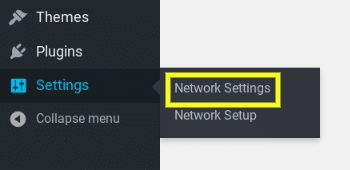 Themes
Plugins
Settings
Network Settings
Network Setup
Collapse menu